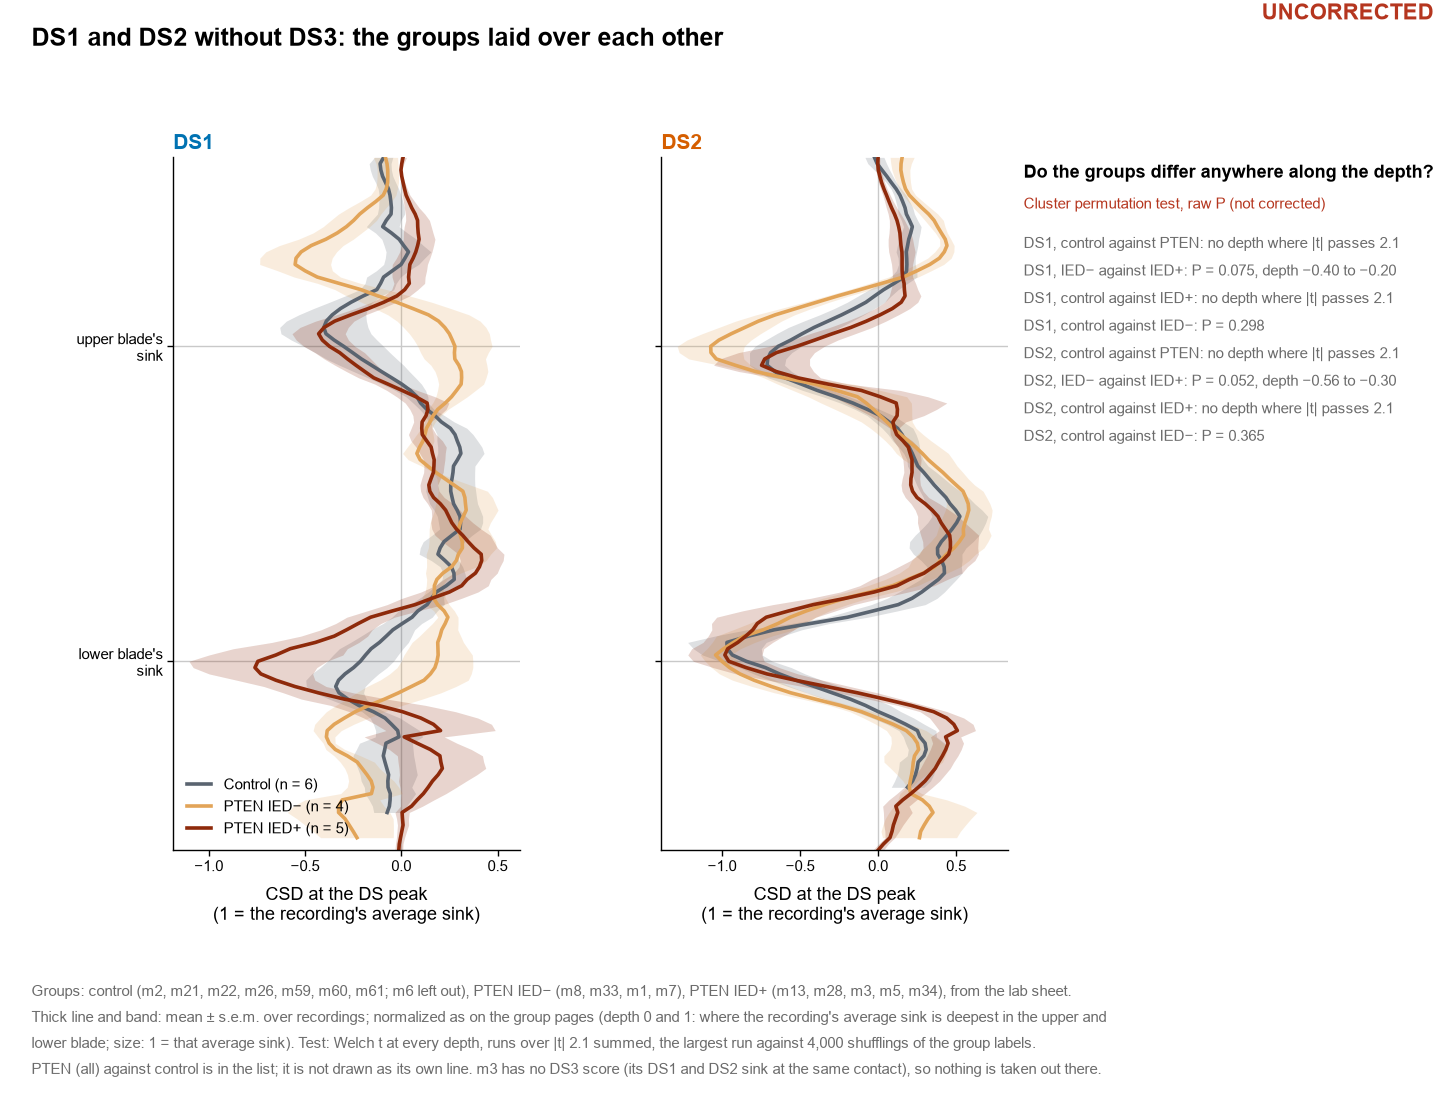 UNCORRECTED
DS1 and DS2 without DS3: the groups laid over each other
DS1
DS2
upper blade's
sink
lower blade's
sink
Control (n = 6)
PTEN IED− (n = 4)
PTEN IED+ (n = 5)
−1.0
−0.5
0.0
0.5
CSD at the DS peak
(1 = the recording's average sink)
−1.0
−0.5
0.0
0.5
CSD at the DS peak
(1 = the recording's average sink)
Do the groups differ anywhere along the depth?
Cluster permutation test, raw P (not corrected)
DS1, control against PTEN: no depth where |t| passes 2.1
DS1, IED− against IED+: P = 0.075, depth −0.40 to −0.20
DS1, control against IED+: no depth where |t| passes 2.1
DS1, control against IED−: P = 0.298
DS2, control against PTEN: no depth where |t| passes 2.1
DS2, IED− against IED+: P = 0.052, depth −0.56 to −0.30
DS2, control against IED+: no depth where |t| passes 2.1
DS2, control against IED−: P = 0.365
Groups: control (m2, m21, m22, m26, m59, m60, m61; m6 left out), PTEN IED− (m8, m33, m1, m7), PTEN IED+ (m13, m28, m3, m5, m34), from the lab sheet.
Thick line and band: mean ± s.e.m. over recordings; normalized as on the group pages (depth 0 and 1: where the recording's average sink is deepest in the upper and
lower blade; size: 1 = that average sink). Test: Welch t at every depth, runs over |t| 2.1 summed, the largest run against 4,000 shufflings of the group labels.
PTEN (all) against control is in the list; it is not drawn as its own line. m3 has no DS3 score (its DS1 and DS2 sink at the same contact), so nothing is taken out there.